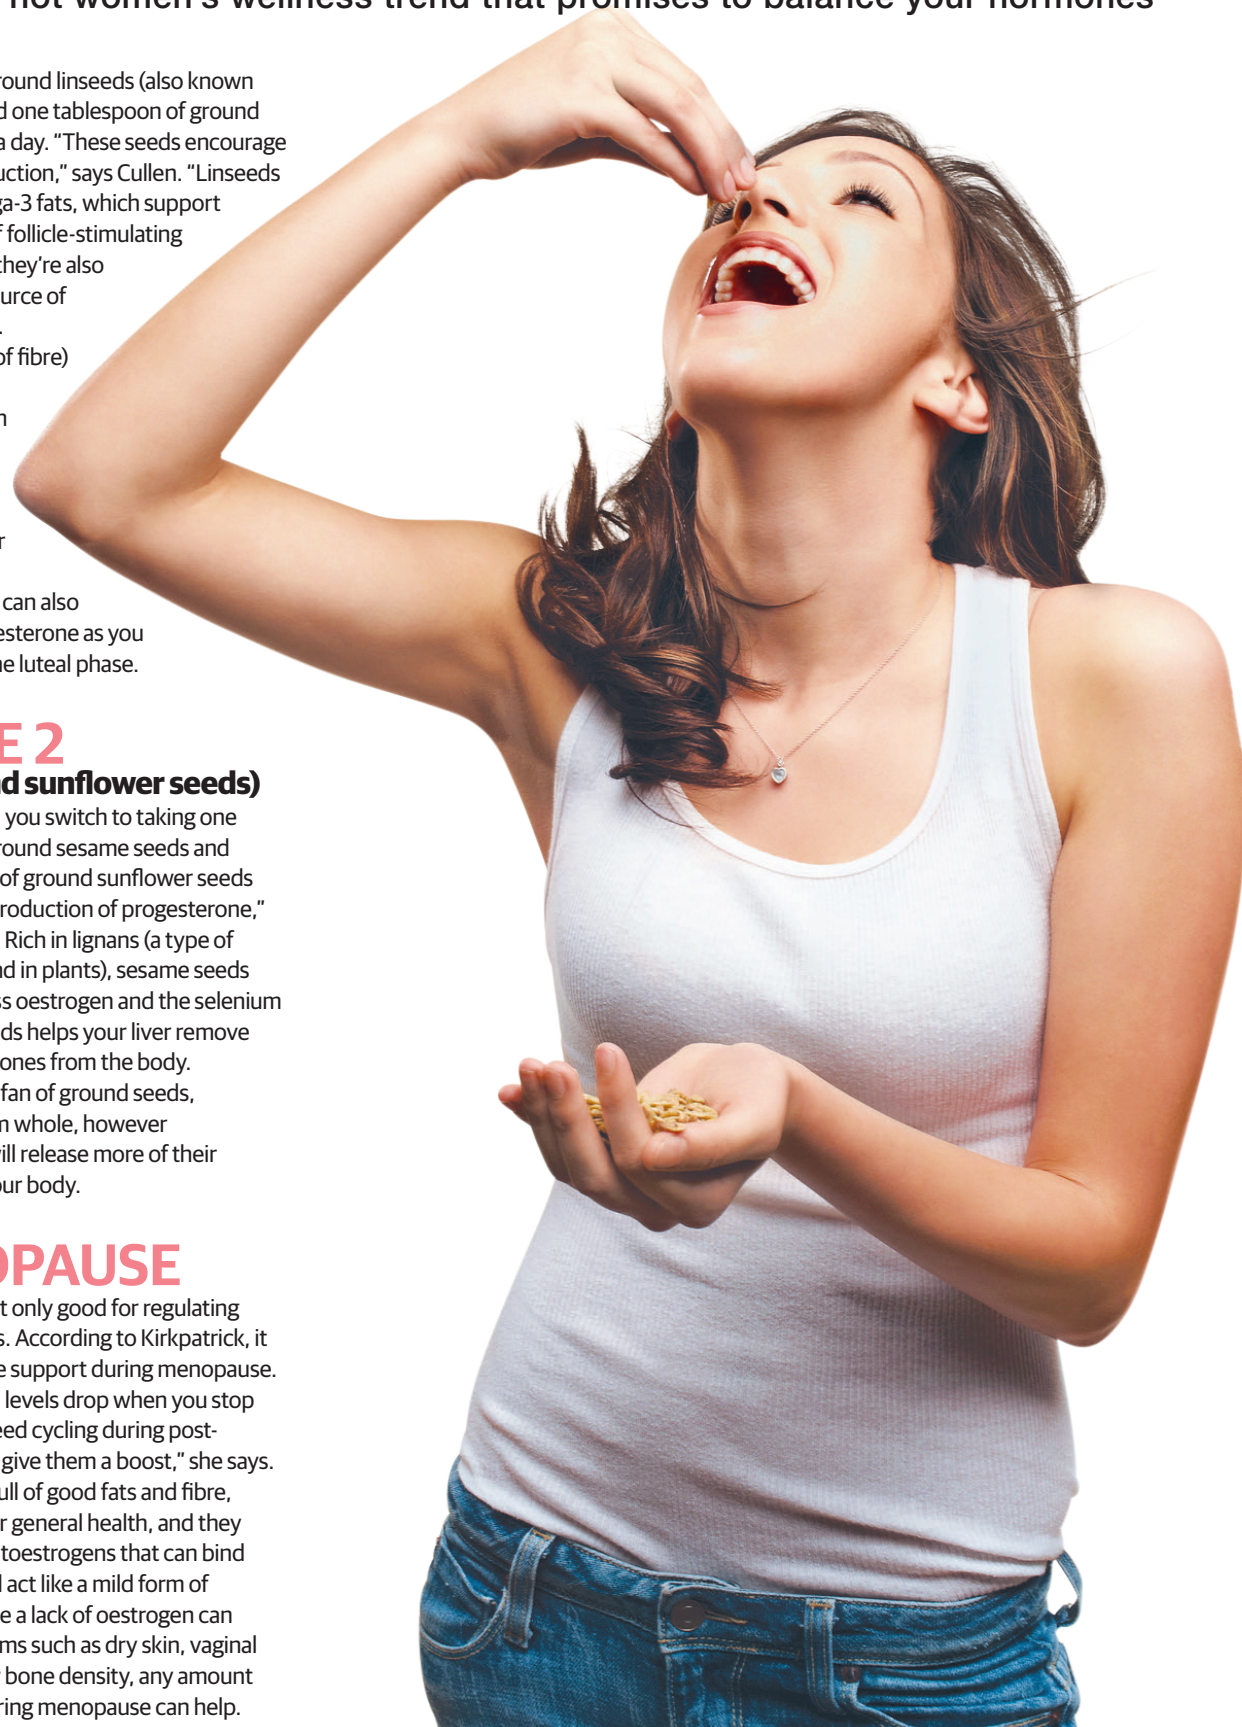 hot women's wellness trend that promises to balance your hormones
round linseeds (also known
d one tablespoon of ground
a day. “These seeds encourage
uction,” says Cullen. “Linseeds
ga-3 fats, which support
f follicle-stimulating
they're also
urce of
.
of fibre)
n
r
can also
esterone as you
ne luteal phase.
E 2
nd sunflower seeds)
you switch to taking one
round sesame seeds and
of ground sunflower seeds
roduction of progesterone,”
Rich in lignans (a type of
nd in plants), sesame seeds
ss oestrogen and the selenium
ds helps your liver remove
ones from the body.
fan of ground seeds,
m whole, however
will release more of their
our body.
OPAUSE
t only good for regulating
s. According to Kirkpatrick, it
e support during menopause.
levels drop when you stop
eed cycling during post-
give them a boost,” she says.
ull of good fats and fibre,
r general health, and they
toestrogens that can bind
l act like a mild form of
e a lack of oestrogen can
ms such as dry skin, vaginal
bone density, any amount
ring menopause can help.